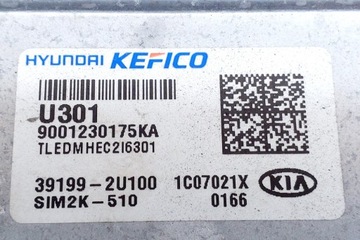 HYUNDAI KEFICO
U301
9001230175KA
TLEDMHEC2I6301
39199-2U100 1C07021X KIA
SIM2K-510 0166